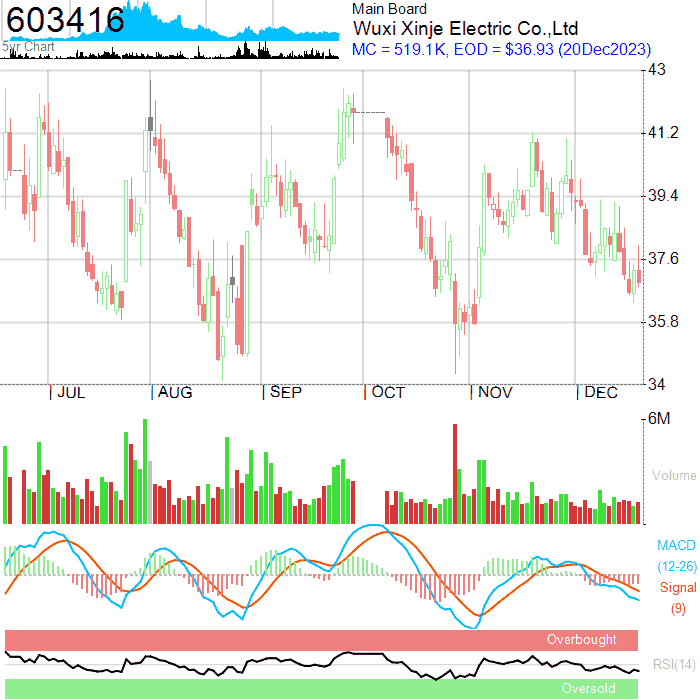 603416
5yr Chart
Main Board
Wuxi Xinje Electric Co.,Ltd
MC = 519.1K, EOD = $36.93 (20Dec2023)
43
41.2
39.4
37.6
35.8
34
JUL AUG SEP OCT NOV DEC
6M
Volume
MACD
(12-26)
Signal
(9)
Overbought
RSI(14)
Oversold